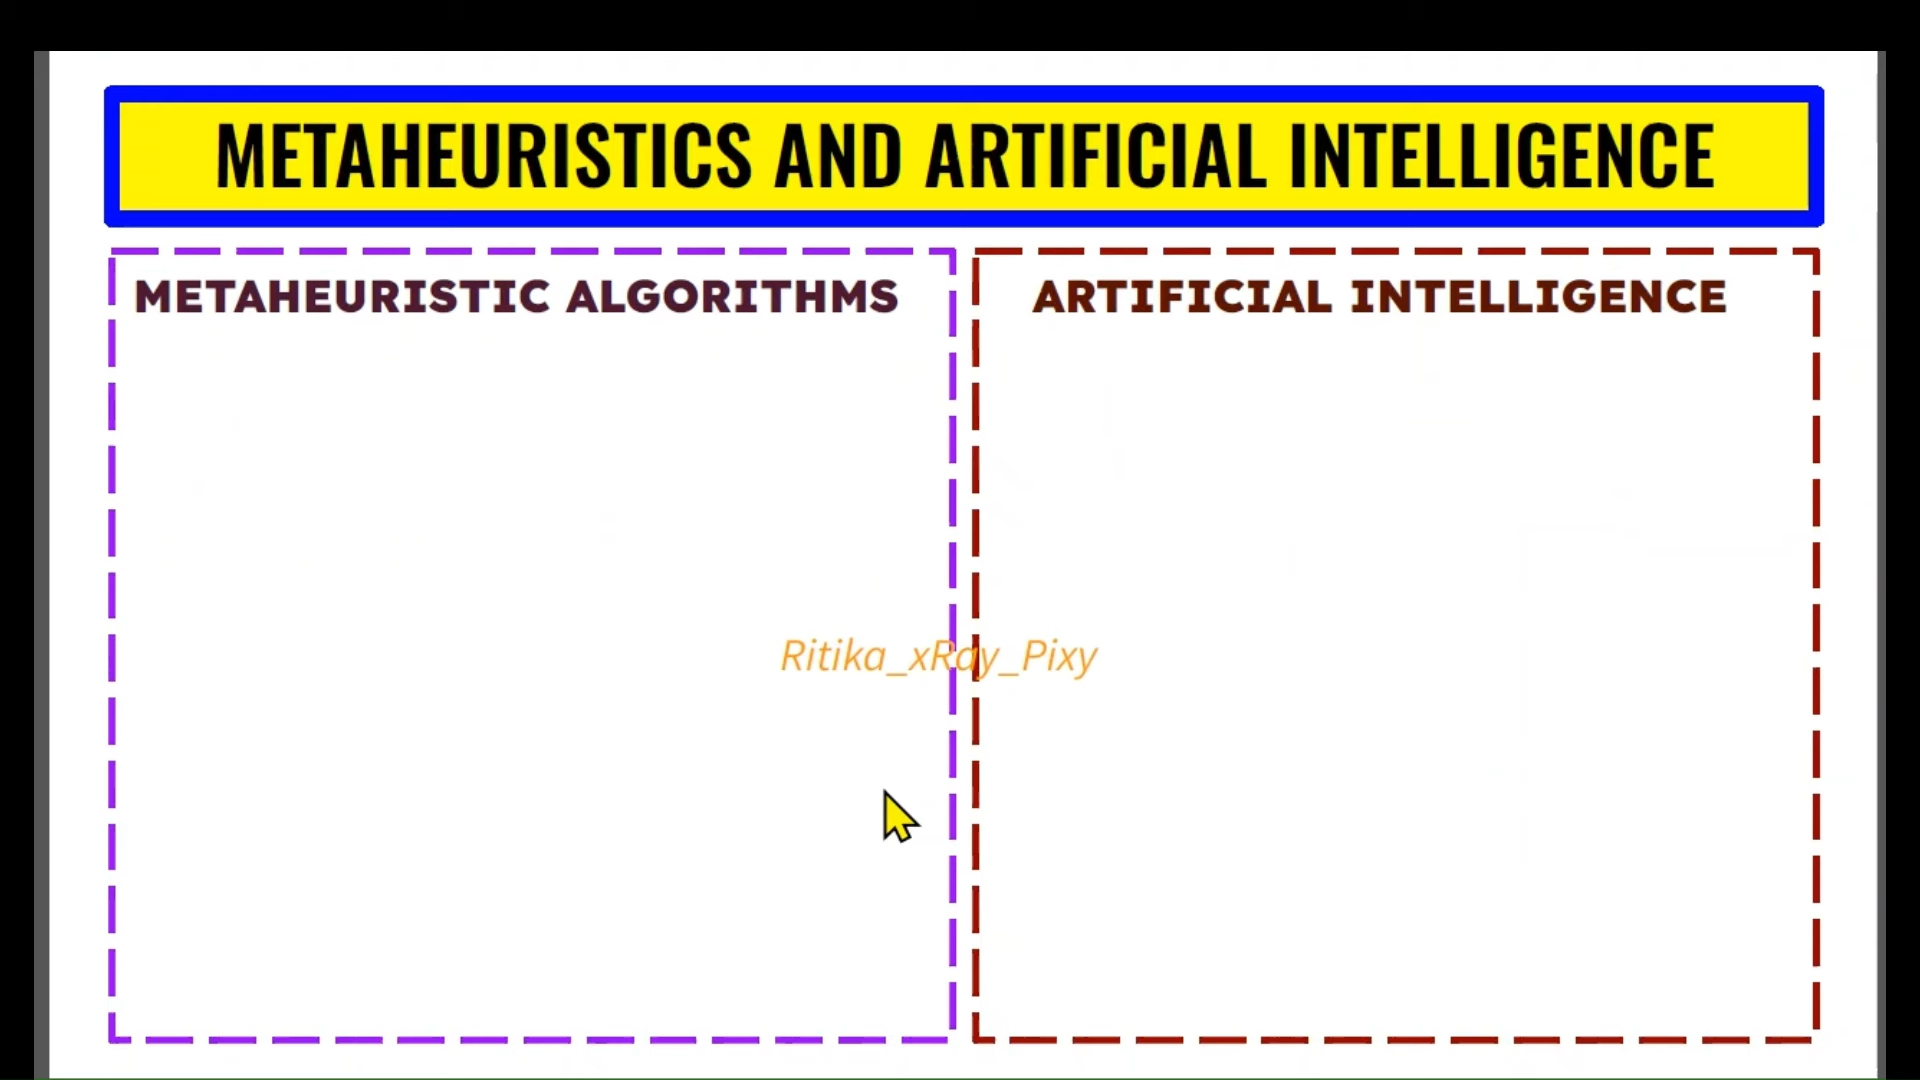 METAHEURISTICS AND ARTIFICIAL INTELLIGENCE
METAHEURISTIC ALGORITHMS
ARTIFICIAL INTELLIGENCE
Ritika_xRay_Pixy